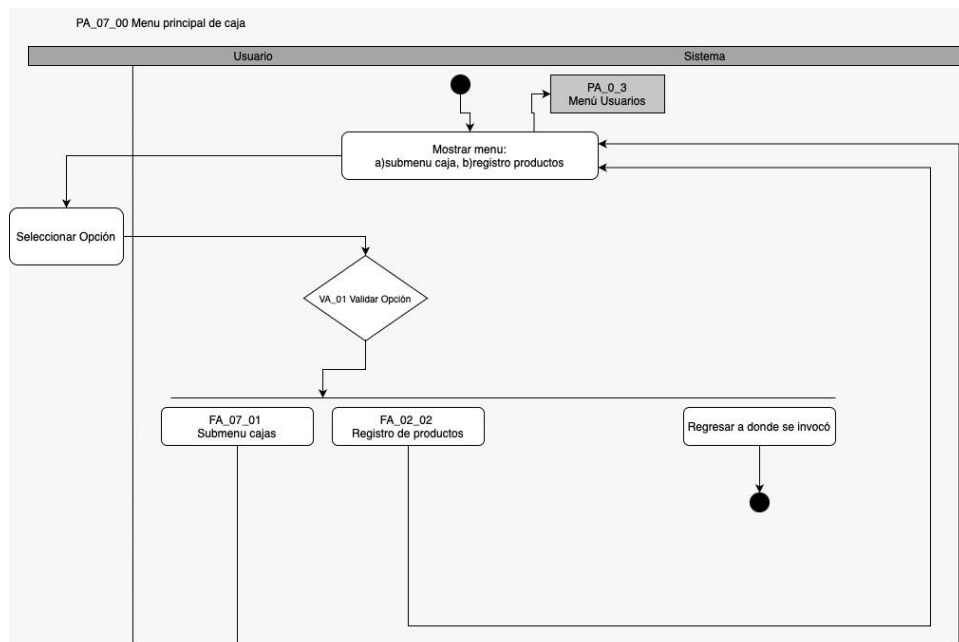 PA_07_00 Menu principal de caja
Usuario
Sistema
PA_0_3
Menú Usuarios
Mostrar menu:
a)submenu caja, b)registro productos
Seleccionar Opción
VA_01 Validar Opción
FA_07_01
Submenu cajas
FA_02_02
Registro de productos
Regresar a donde se invocó